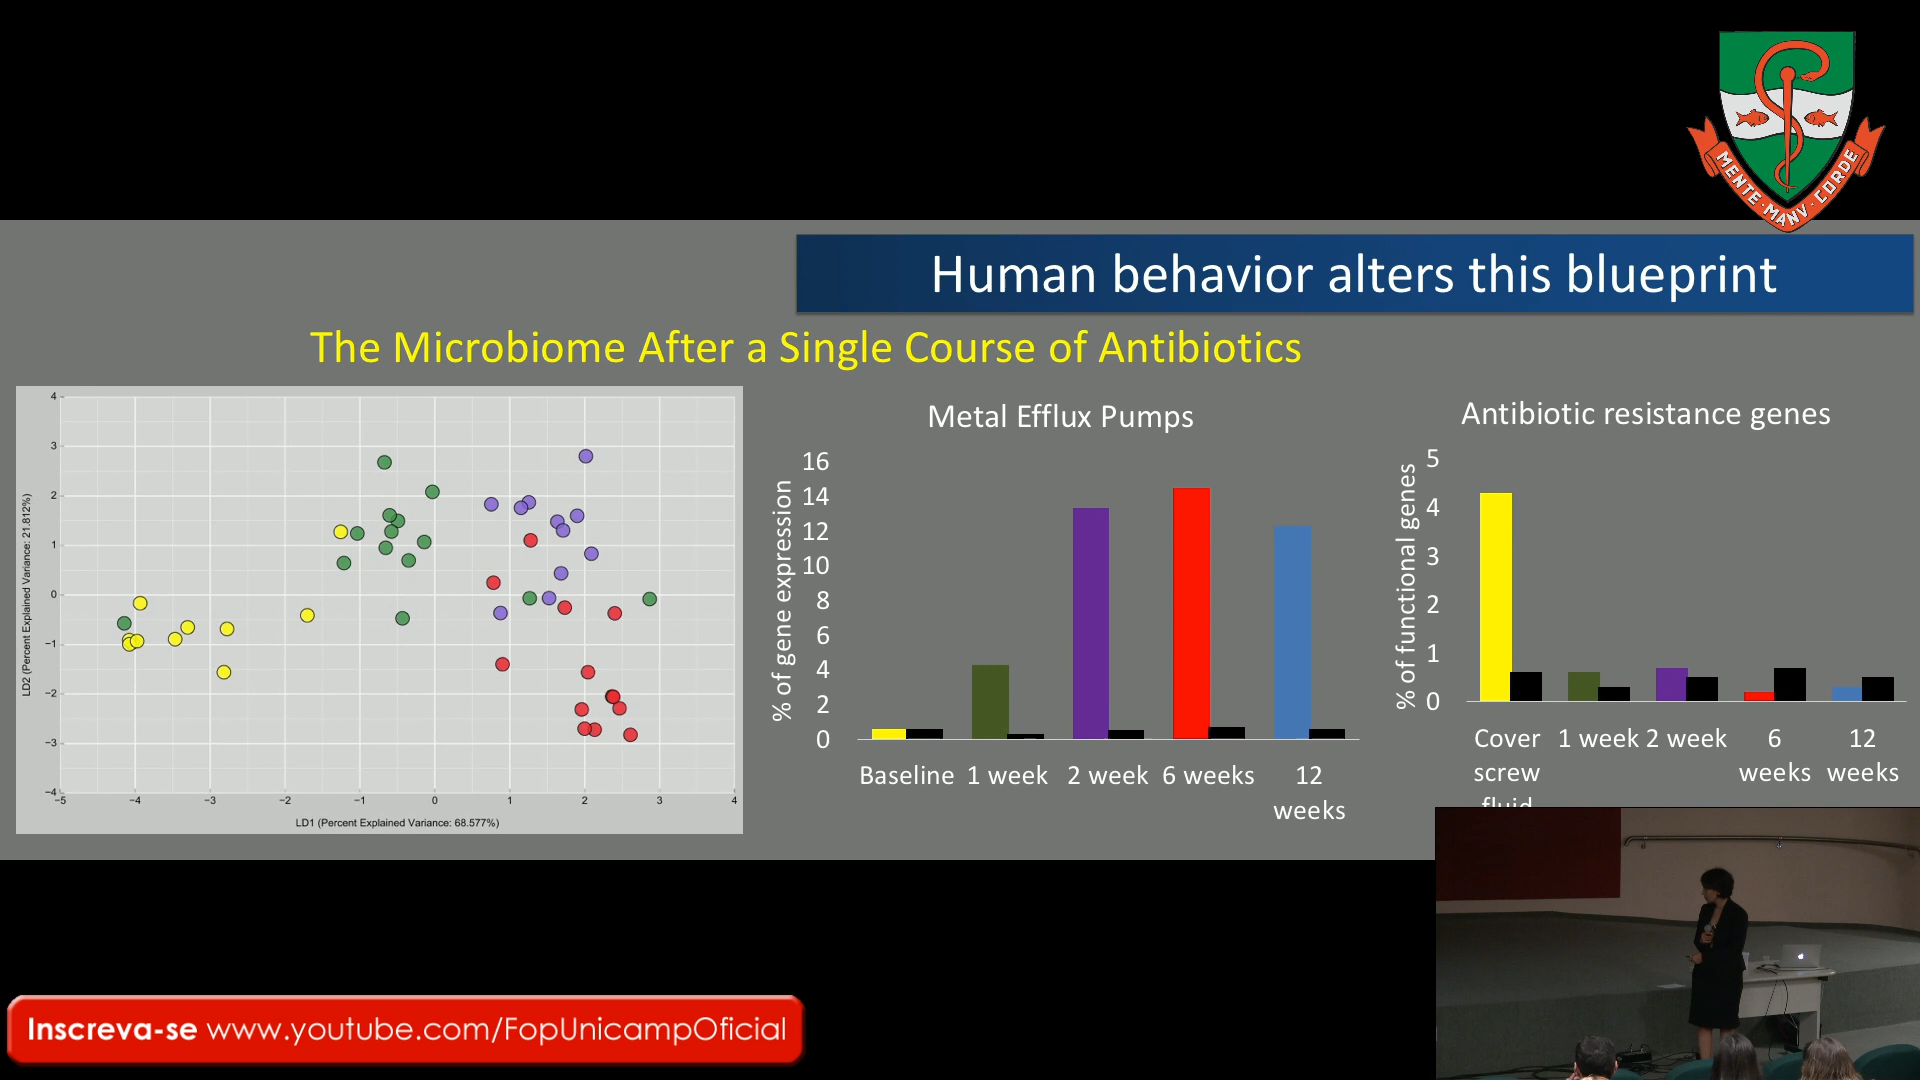 MENTE · MANV · CORDE
Human behavior alters this blueprint
The Microbiome After a Single Course of Antibiotics
4
3
2
1
0
−1
−2
−3
−4
−5
−4
−3
−2
−1
0
1
2
3
4
LD2 (Percent Explained Variance: 21.812%)
LD1 (Percent Explained Variance: 68.577%)
Metal Efflux Pumps
% of gene expression
16
14
12
10
8
6
4
2
0
Baseline
1 week
2 week
6 weeks
12
weeks
Antibiotic resistance genes
% of functional genes
5
4
3
2
1
0
Cover
screw
fluid
1 week
2 week
6
weeks
12
weeks
Inscreva-se www.youtube.com/FopUnicampOficial